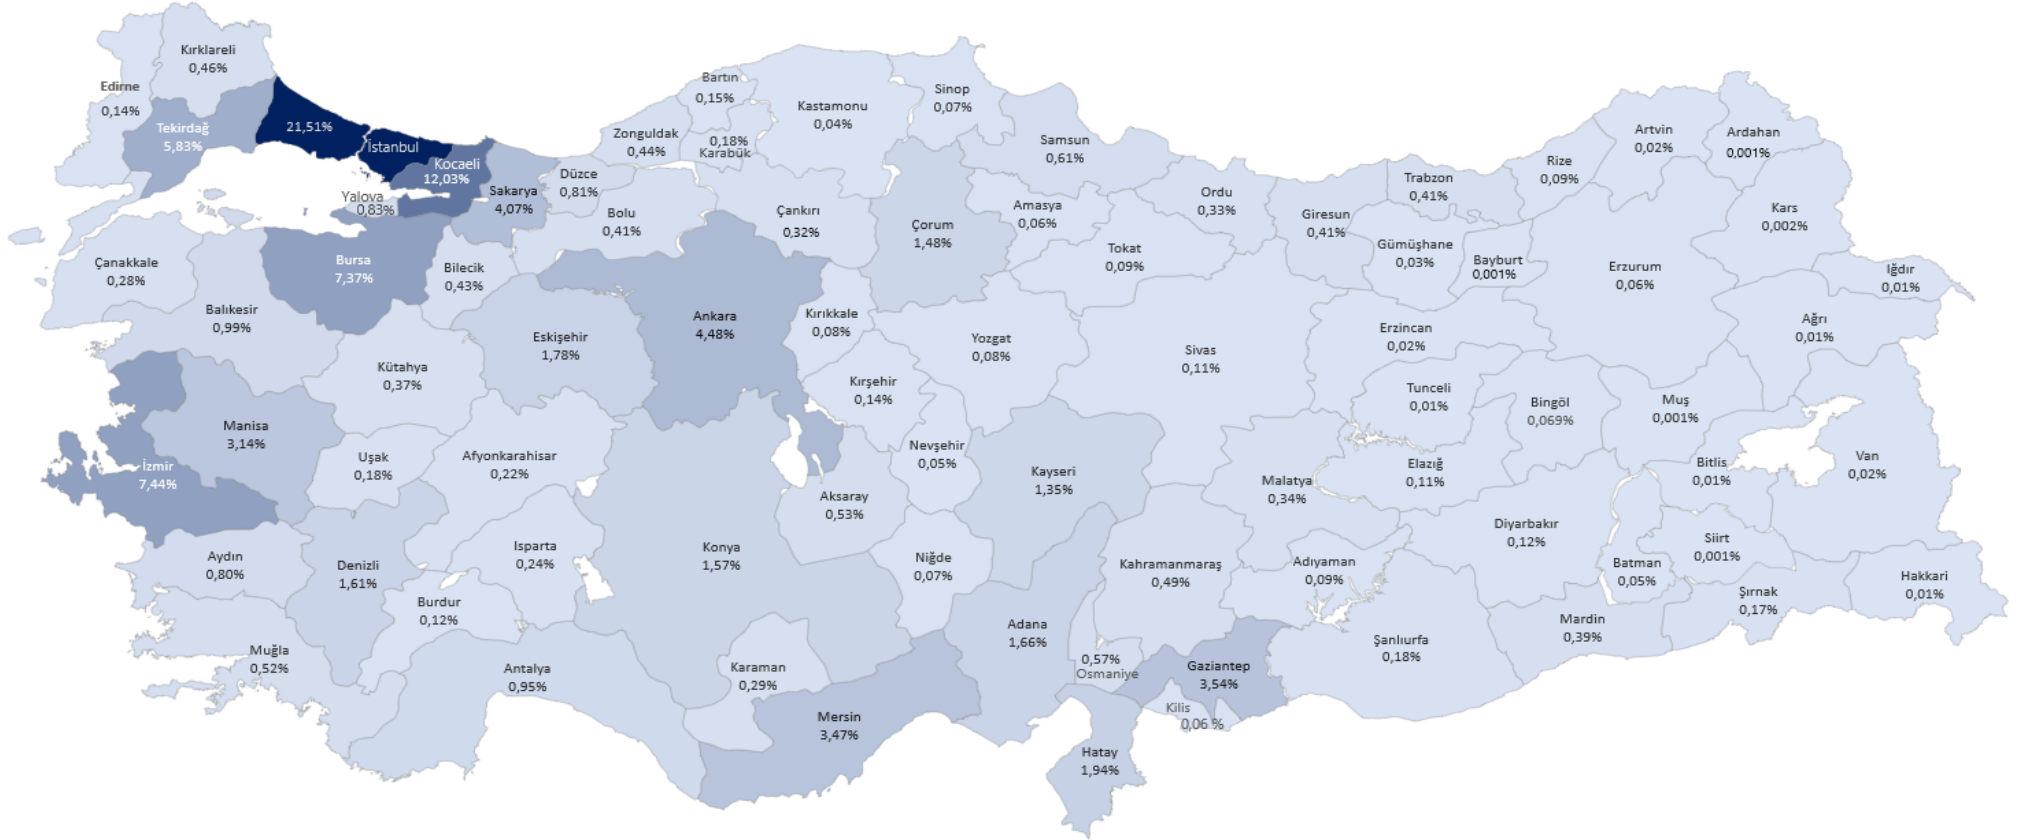 Kırklareli
0,46%
Edirne
0,14%
Tekirdağ
5,83%
21,51%
İstanbul
Kocaeli
12,03%
Yalova
0,83%
Sakarya
4,07%
Düzce
0,81%
Bolu
0,41%
Zonguldak
0,44%
Bartın
0,15%
0,18%
Karabük
Kastamonu
0,04%
Sinop
0,07%
Samsun
0,61%
Çankırı
0,32%
Çorum
1,48%
Amasya
0,06%
Tokat
0,09%
Ordu
0,33%
Giresun
0,41%
Trabzon
0,41%
Gümüşhane
0,03%
Bayburt
0,001%
Rize
0,09%
Artvin
0,02%
Ardahan
0,001%
Kars
0,002%
Iğdır
0,01%
Erzurum
0,06%
Ağrı
0,01%
Çanakkale
0,28%
Balıkesir
0,99%
Bursa
7,37%
Bilecik
0,43%
Eskişehir
1,78%
Ankara
4,48%
Kırıkkale
0,08%
Yozgat
0,08%
Sivas
0,11%
Erzincan
0,02%
Tunceli
0,01%
Bingöl
0,069%
Muş
0,001%
Kütahya
0,37%
Kırşehir
0,14%
Manisa
3,14%
İzmir
7,44%
Uşak
0,18%
Afyonkarahisar
0,22%
Nevşehir
0,05%
Kayseri
1,35%
Malatya
0,34%
Elazığ
0,11%
Bitlis
0,01%
Van
0,02%
Aksaray
0,53%
Aydın
0,80%
Denizli
1,61%
Isparta
0,24%
Konya
1,57%
Niğde
0,07%
Kahramanmaraş
0,49%
Adıyaman
0,09%
Diyarbakır
0,12%
Batman
0,05%
Siirt
0,001%
Şırnak
0,17%
Hakkari
0,01%
Burdur
0,12%
Muğla
0,52%
Antalya
0,95%
Karaman
0,29%
Mersin
3,47%
Adana
1,66%
0,57%
Osmaniye
Gaziantep
3,54%
Kilis
0,06 %
Hatay
1,94%
Şanlıurfa
0,18%
Mardin
0,39%